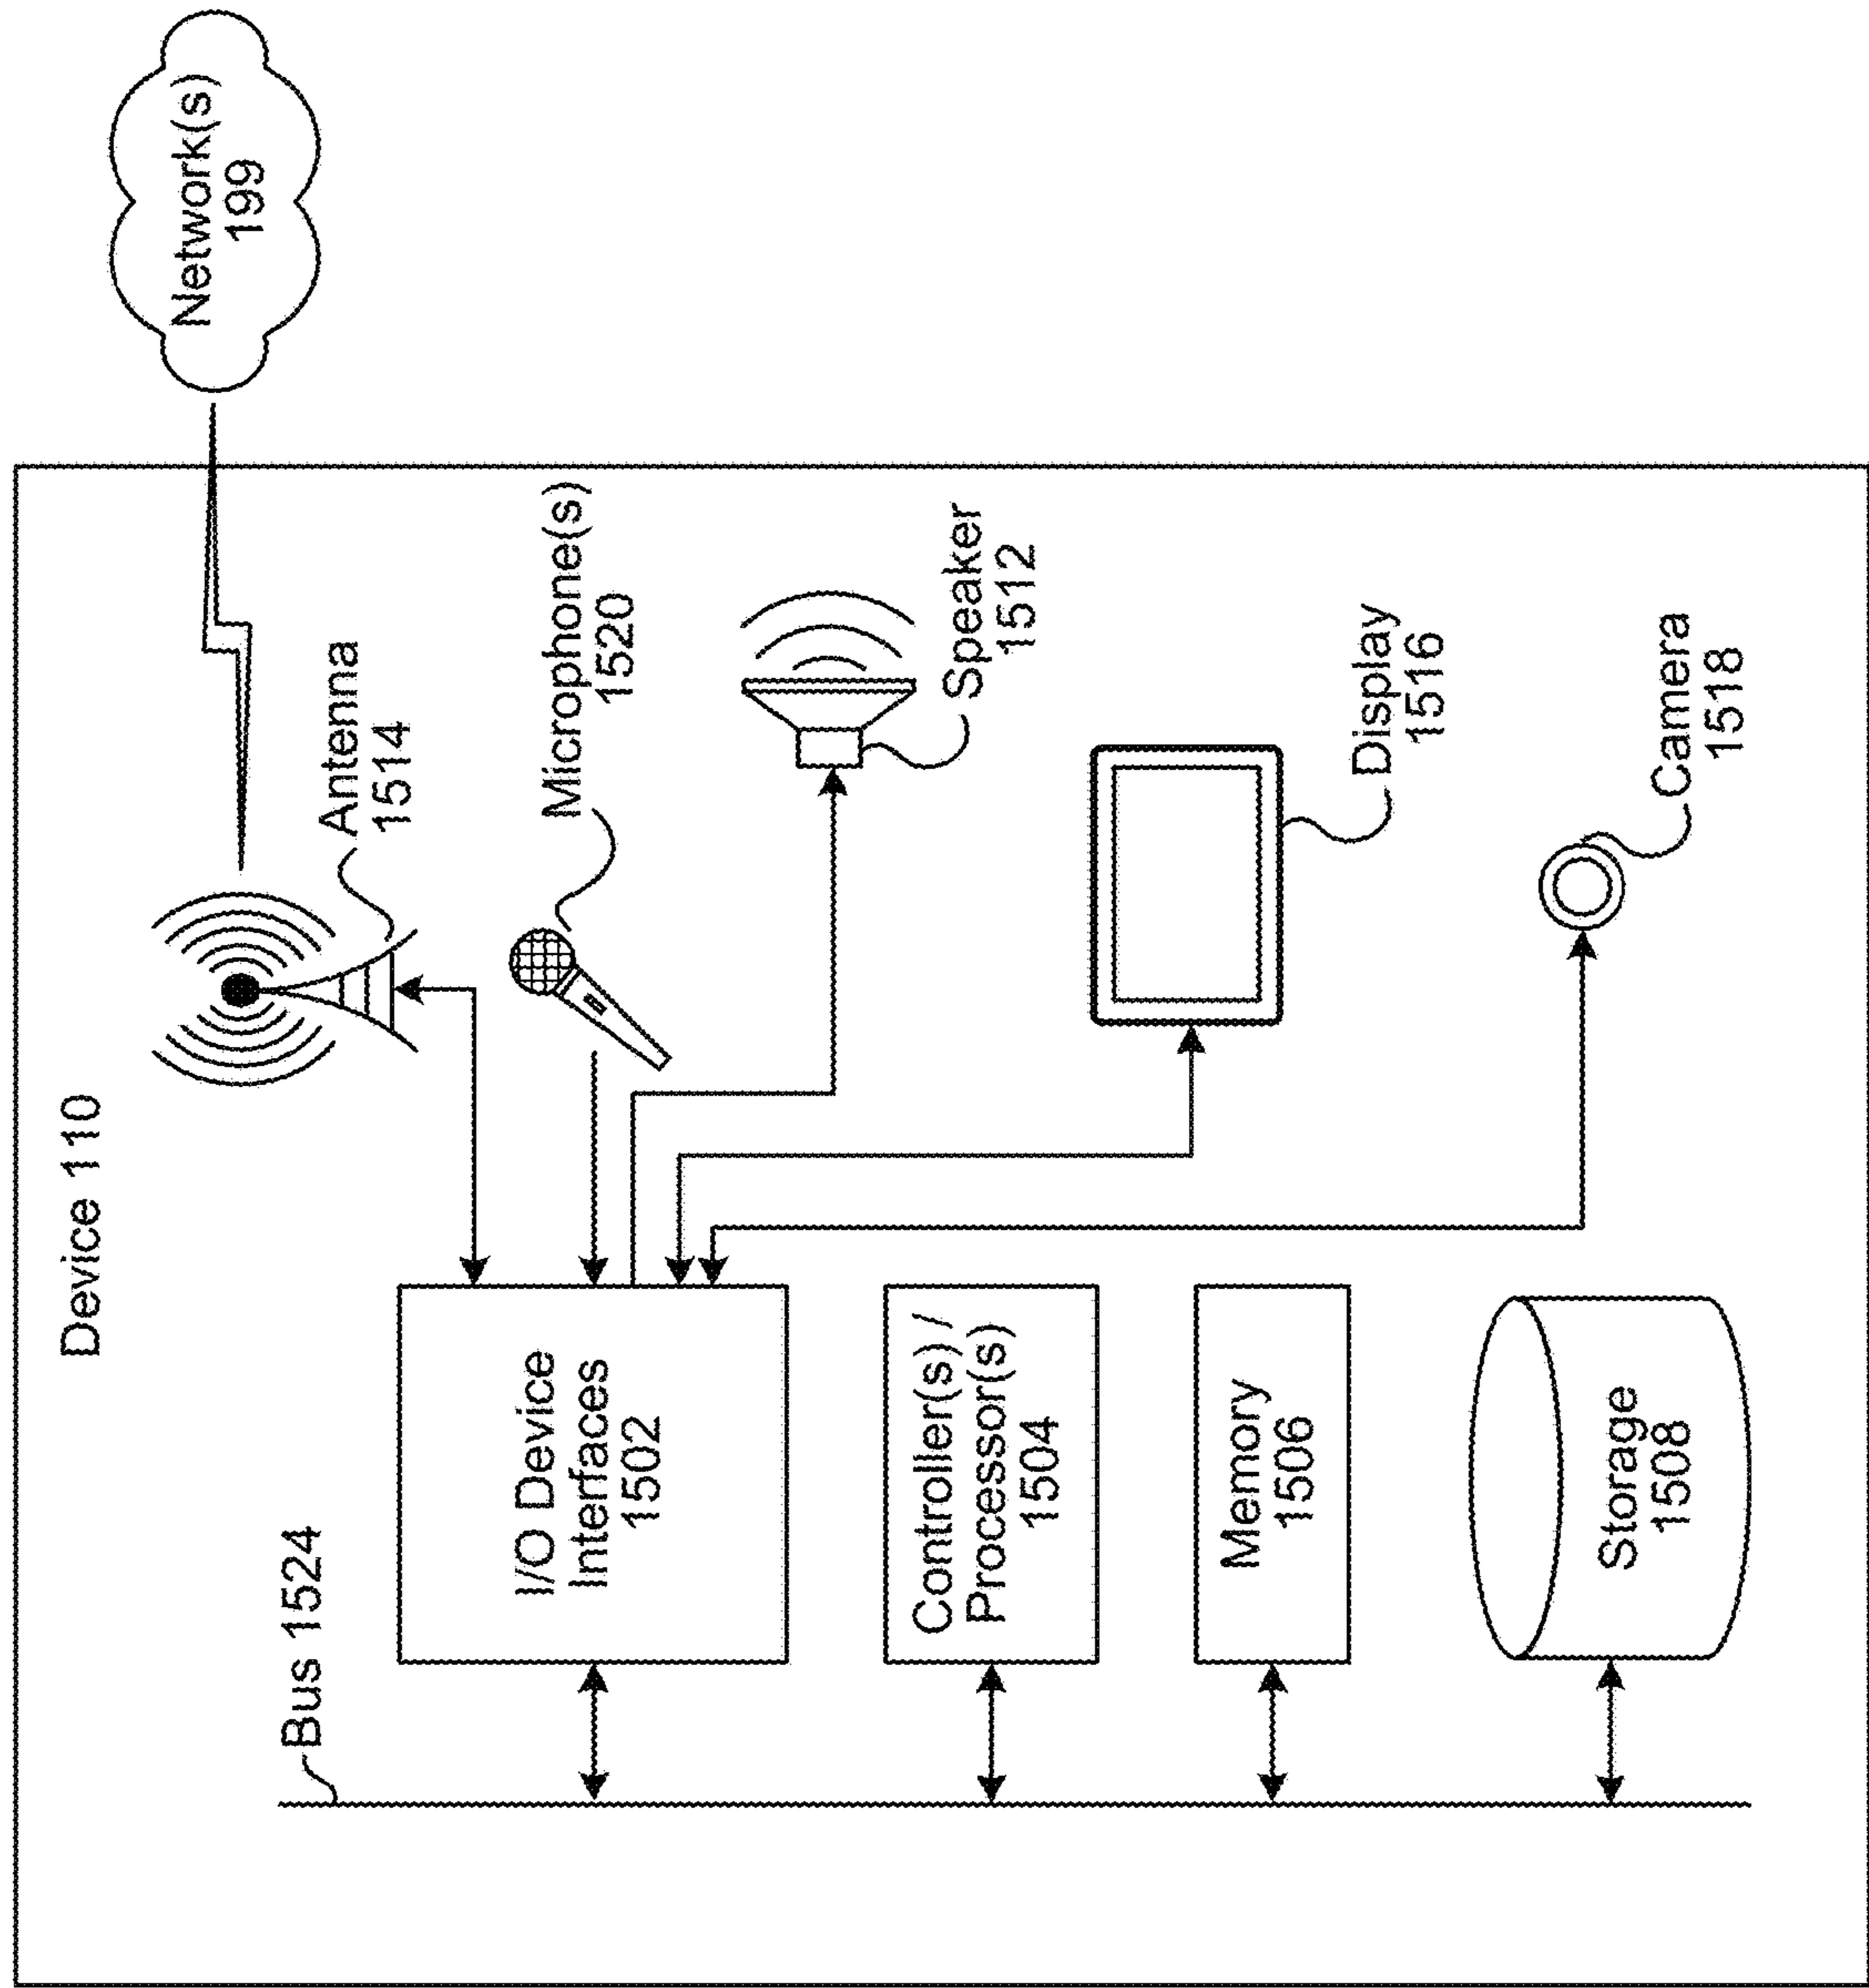 Device 110
Network(s)
199
Bus 1524
Antenna
1514
I/O Device
Interfaces
1502
Microphone(s)
1520
Speaker
1512
Controller(s) /
Processor(s)
1504
Memory
1506
Display
1516
Storage
1508
Camera
1518